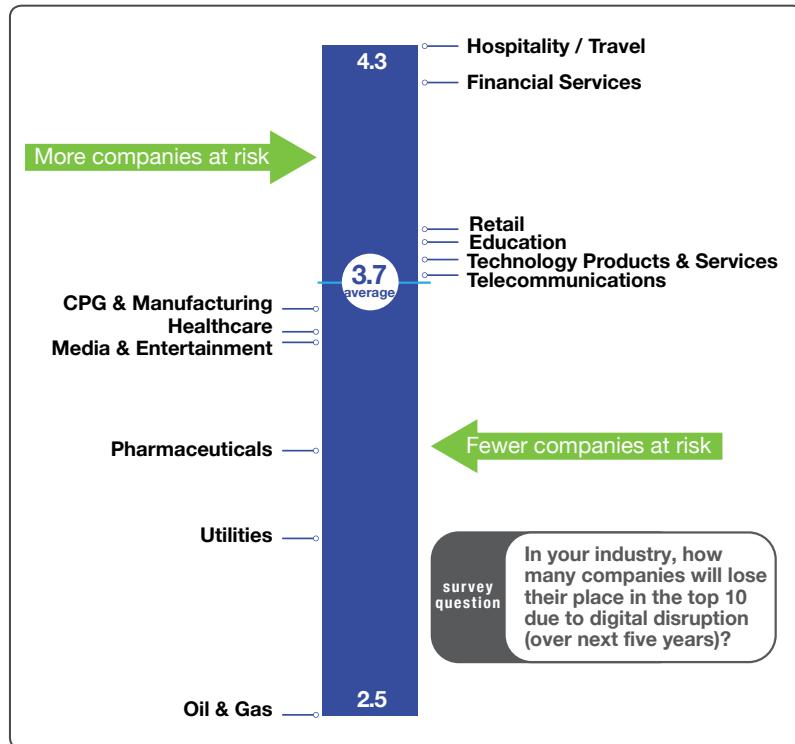 4.3
Hospitality / Travel
Financial Services
More companies at risk
Retail
Education
Technology Products & Services
Telecommunications
3.7
average
CPG & Manufacturing
Healthcare
Media & Entertainment
Pharmaceuticals
Fewer companies at risk
Utilities
survey
question
In your industry, how
many companies will lose
their place in the top 10
due to digital disruption
(over next five years)?
2.5
Oil & Gas